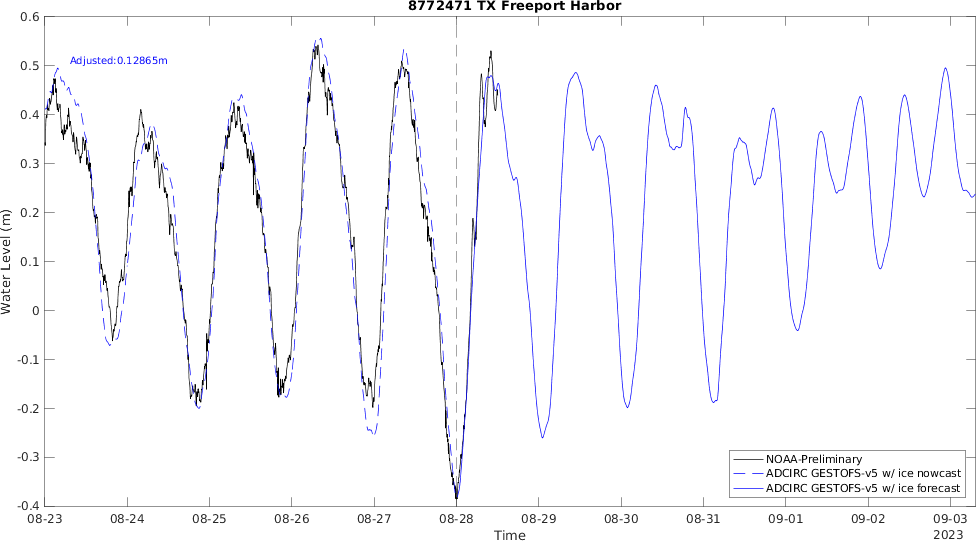 8772471 TX Freeport Harbor
Adjusted:0.12865m
0.6
0.5
0.4
0.3
0.2
0.1
0
-0.1
-0.2
-0.3
-0.4
Water Level (m)
NOAA-Preliminary
ADCIRC GESTOFS-v5 w/ ice nowcast
ADCIRC GESTOFS-v5 w/ ice forecast
08-23 08-24 08-25 08-26 08-27 08-28 08-29 08-30 08-31 09-01 09-02 09-03
2023
Time